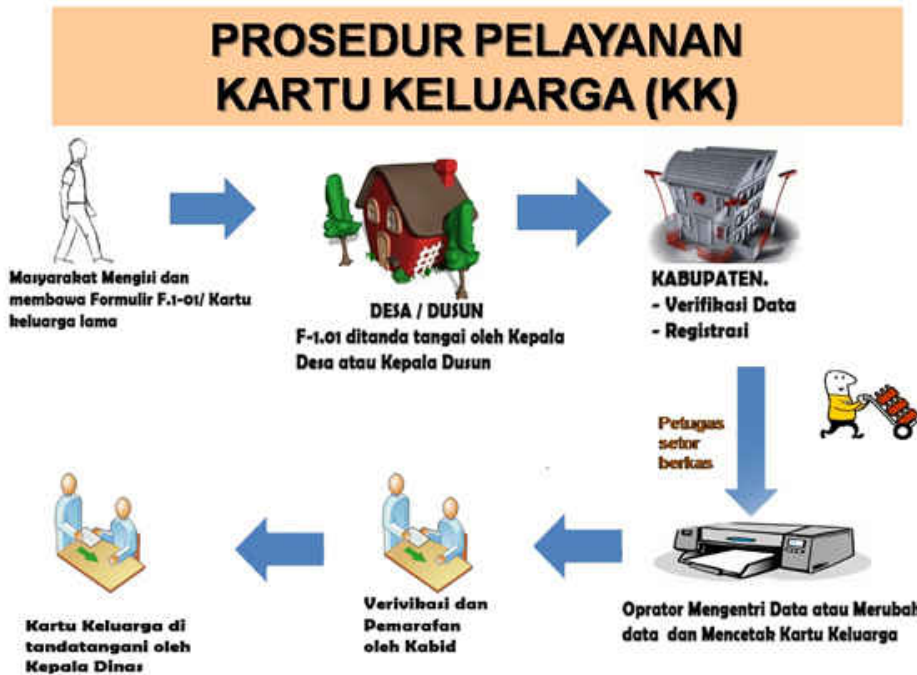 PROSEDUR PELAYANAN
KARTU KELUARGA (KK)
Masyarakat Mengisi dan
membawa Formulir F.1-01/ Kartu
keluarga lama
DESA / DUSUN
F-1.01 ditanda tangai oleh Kepala
Desa atau Kepala Dusun
KABUPATEN.
- Verifikasi Data
- Registrasi
Petugas
setor
berkas
Oprator Mengentri Data atau Merubah
data dan Mencetak Kartu Keluarga
Verivikasi dan
Pemarafan
oleh Kabid
Kartu Keluarga di
tandatangani oleh
Kepala Dinas